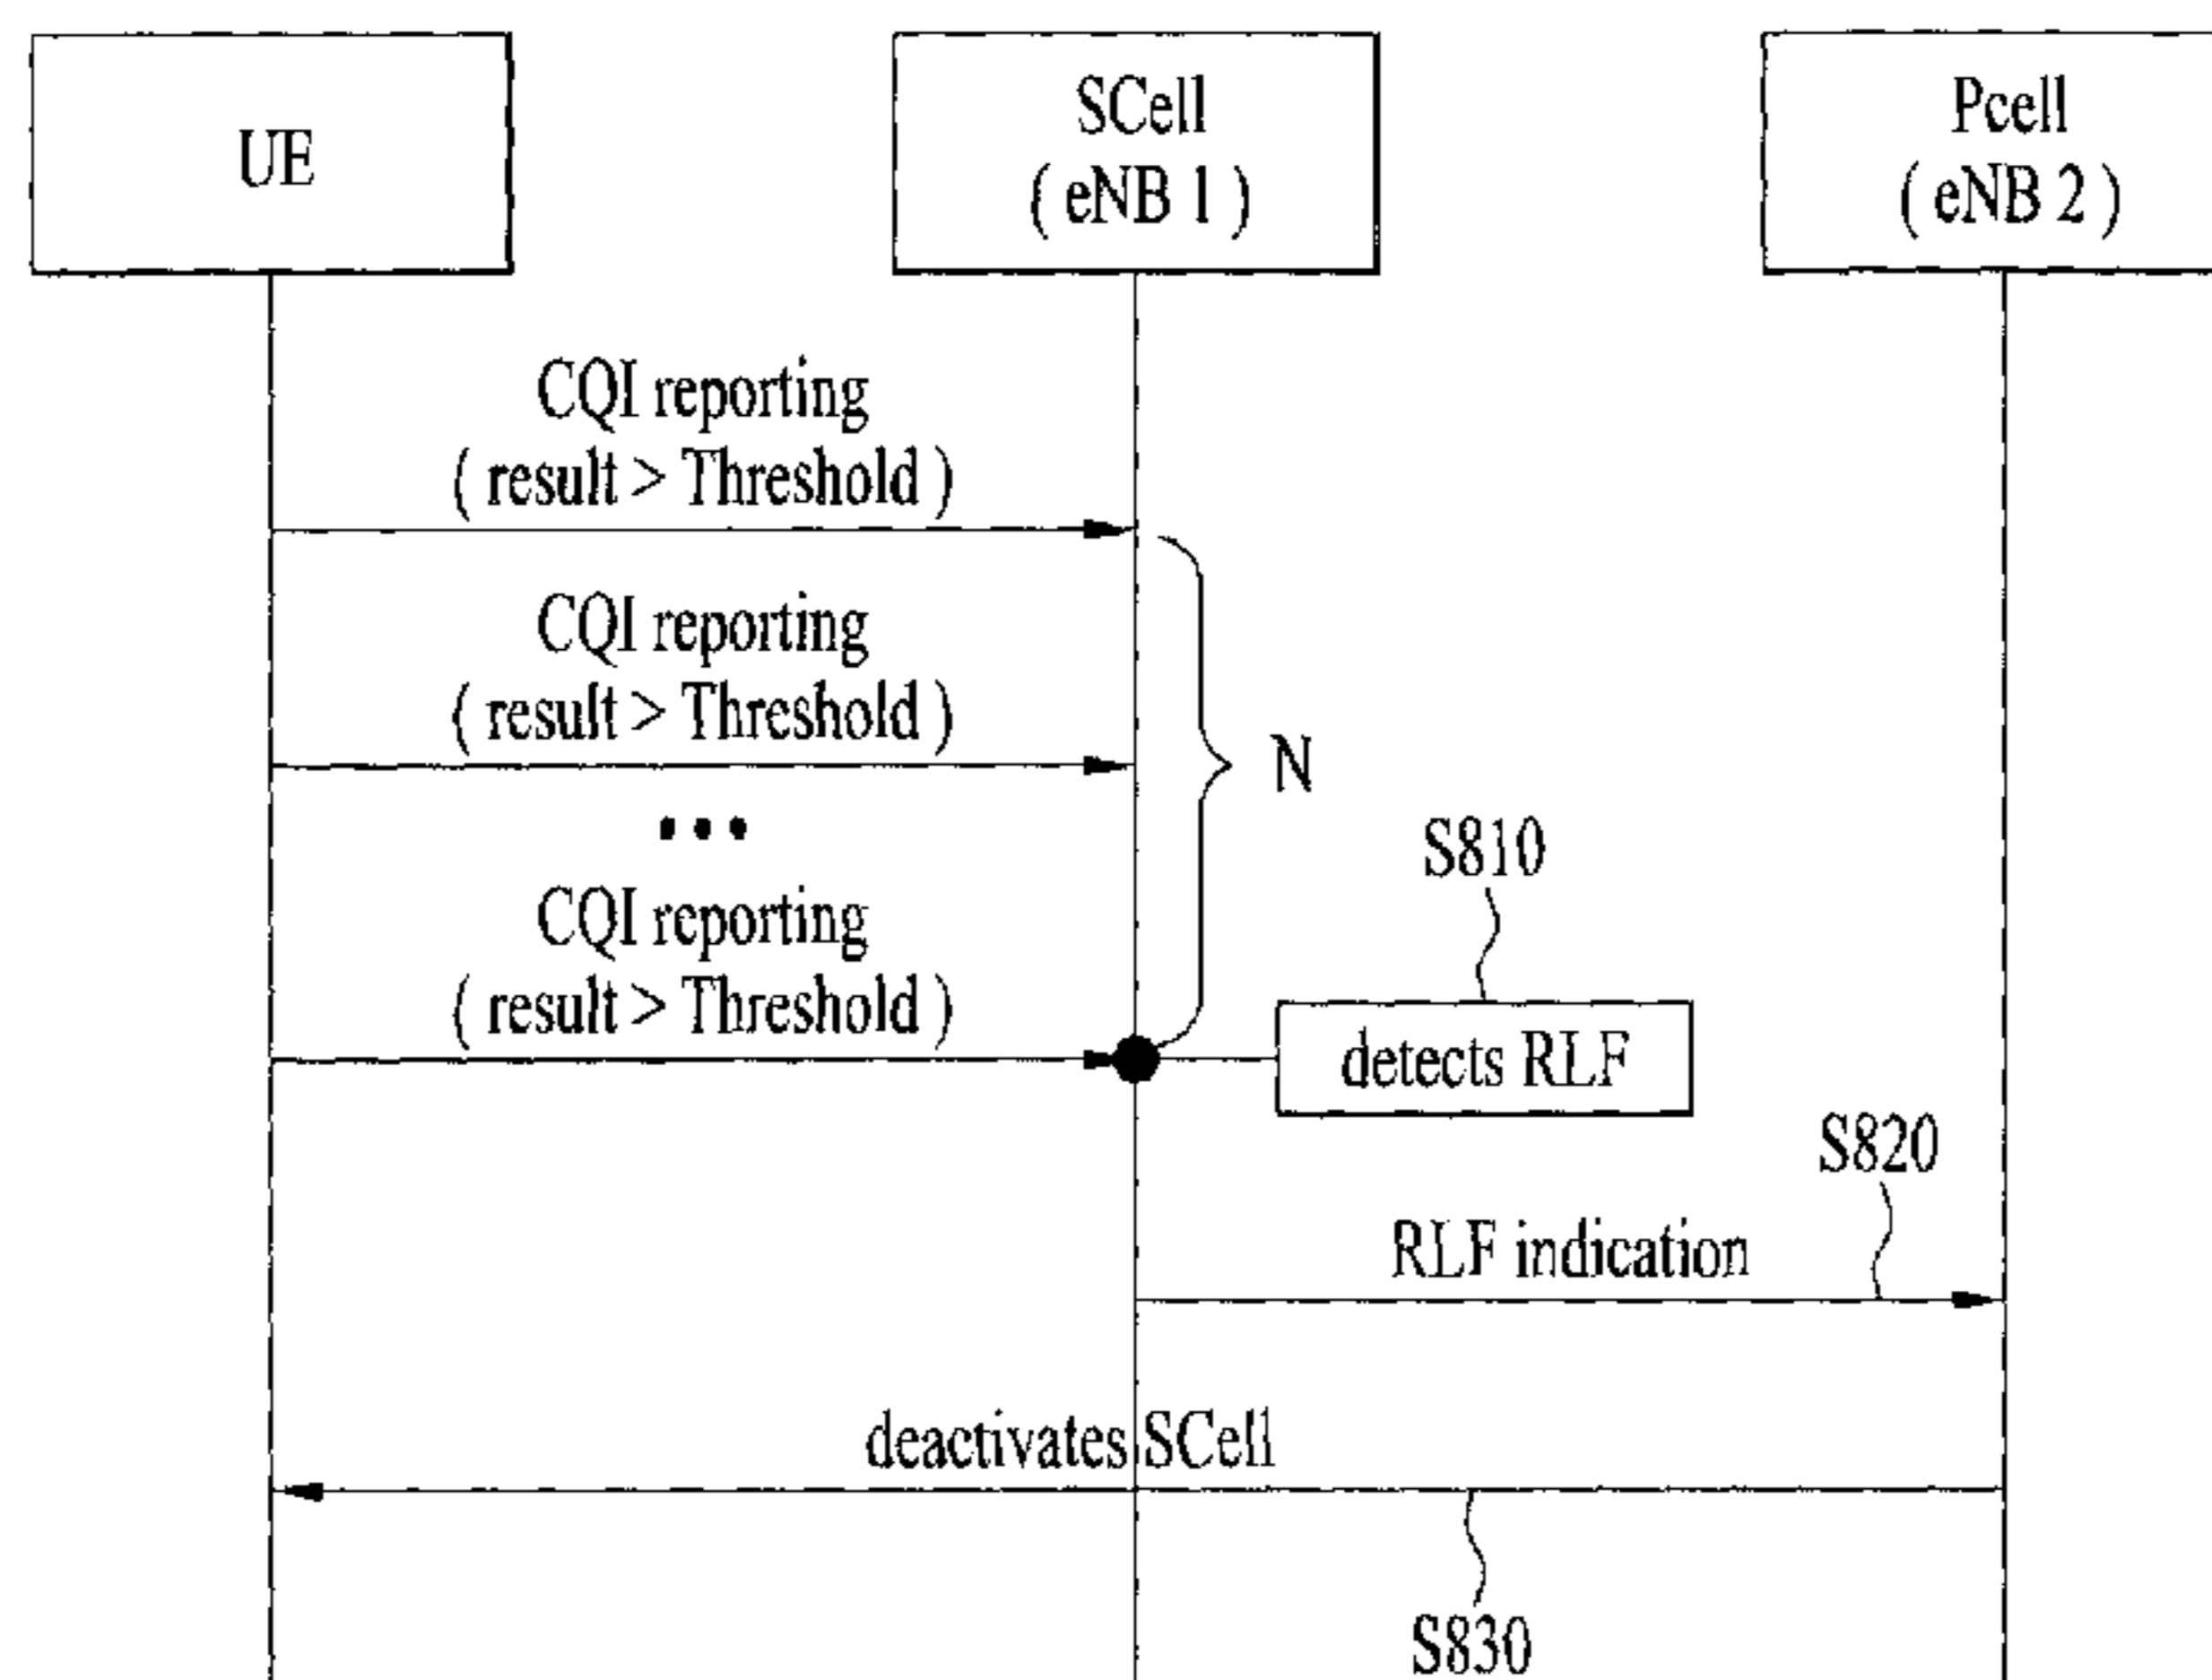 UE
SCell
( eNB 1 )
Pcell
( eNB 2 )
CQI reporting
( result > Threshold )
CQI reporting
( result > Threshold )
N
•••
S810
CQI reporting
( result > Threshold )
detects RLF
S820
RLF indication
deactivates SCell
S830